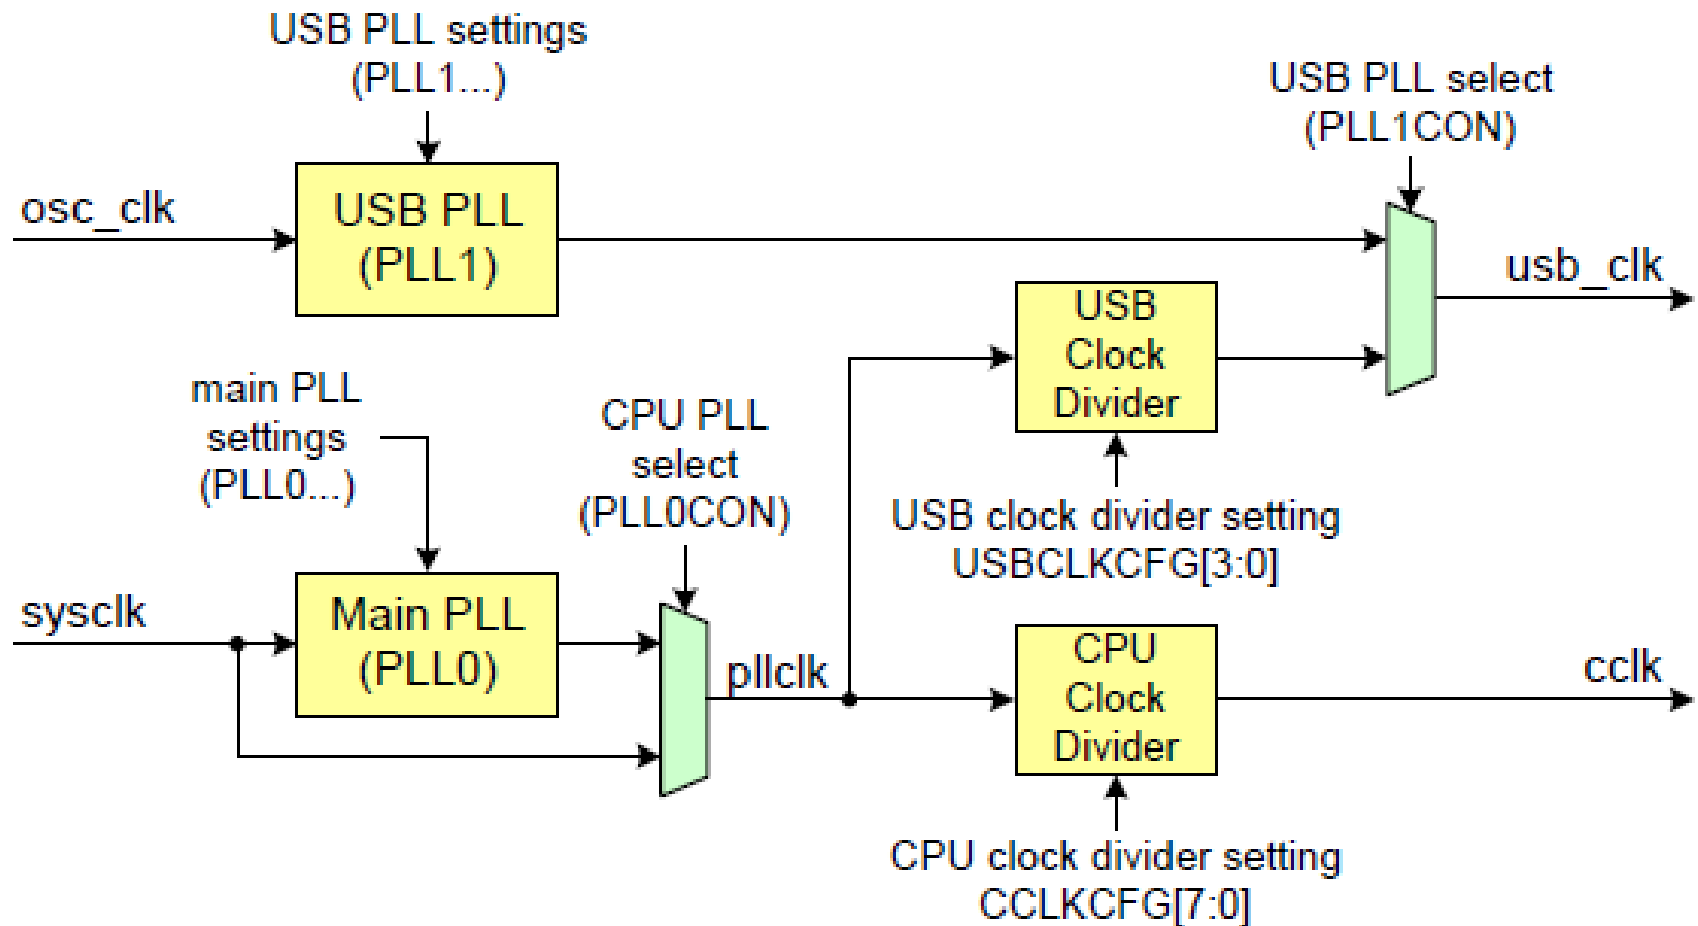 USB PLL settings
(PLL1...)
USB PLL select
(PLL1CON)
osc_clk
USB PLL
(PLL1)
usb_clk
USB
Clock
Divider
main PLL
settings
(PLL0...)
CPU PLL
select
(PLL0CON)
USB clock divider setting
USBCLKCFG[3:0]
sysclk
Main PLL
(PLL0)
pllclk
CPU
Clock
Divider
cclk
CPU clock divider setting
CCLKCFG[7:0]